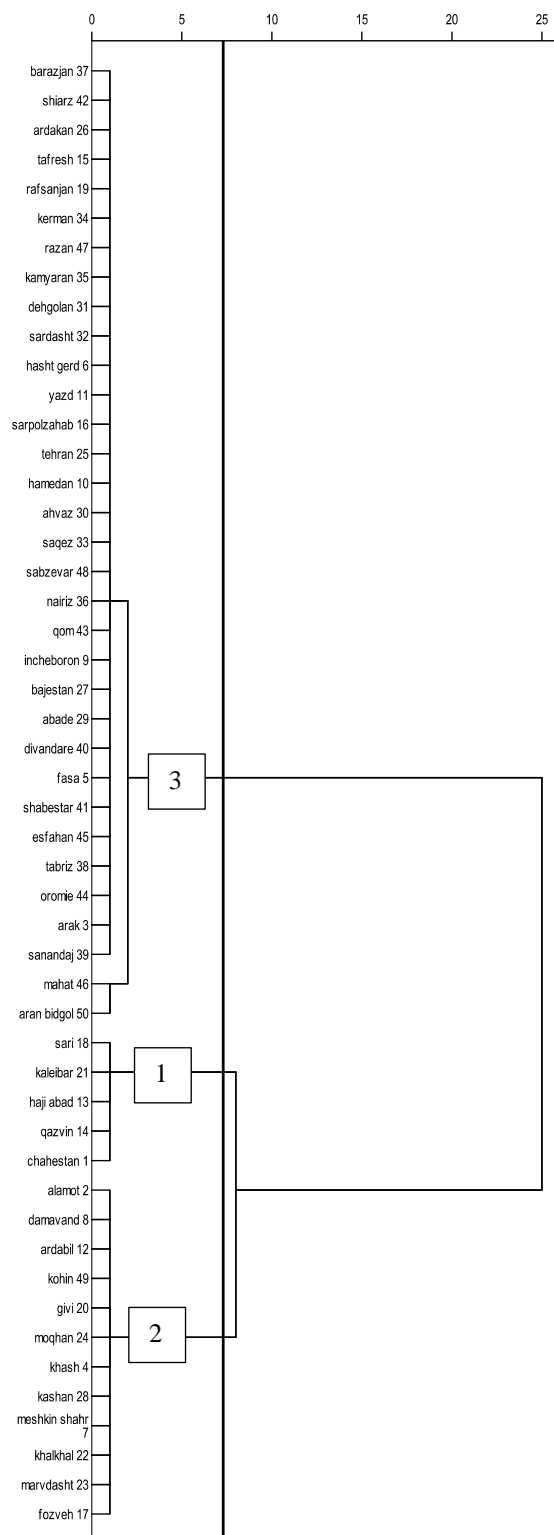 0 5 10 15 20 25
barazjan 37
shiarz 42
ardakan 26
tafresh 15
rafsanjan 19
kerman 34
razan 47
kamyaran 35
dehgolan 31
sardasht 32
hasht gerd 6
yazd 11
sarpolzahab 16
tehran 25
hamedan 10
ahvaz 30
saqez 33
sabzevar 48
nairiz 36
qom 43
incheboron 9
bajestan 27
abade 29
divandare 40
fasa 5
3
shabestar 41
esfahan 45
tabriz 38
oromie 44
arak 3
sanandaj 39
mahat 46
aran bidgol 50
sari 18
kaleibar 21
1
haji abad 13
qazvin 14
chahestan 1
alamot 2
damavand 8
ardabil 12
kohin 49
givi 20
moqhan 24
2
khash 4
kashan 28
meshkin shahr
7
khalkhal 22
marvdasht 23
fozveh 17